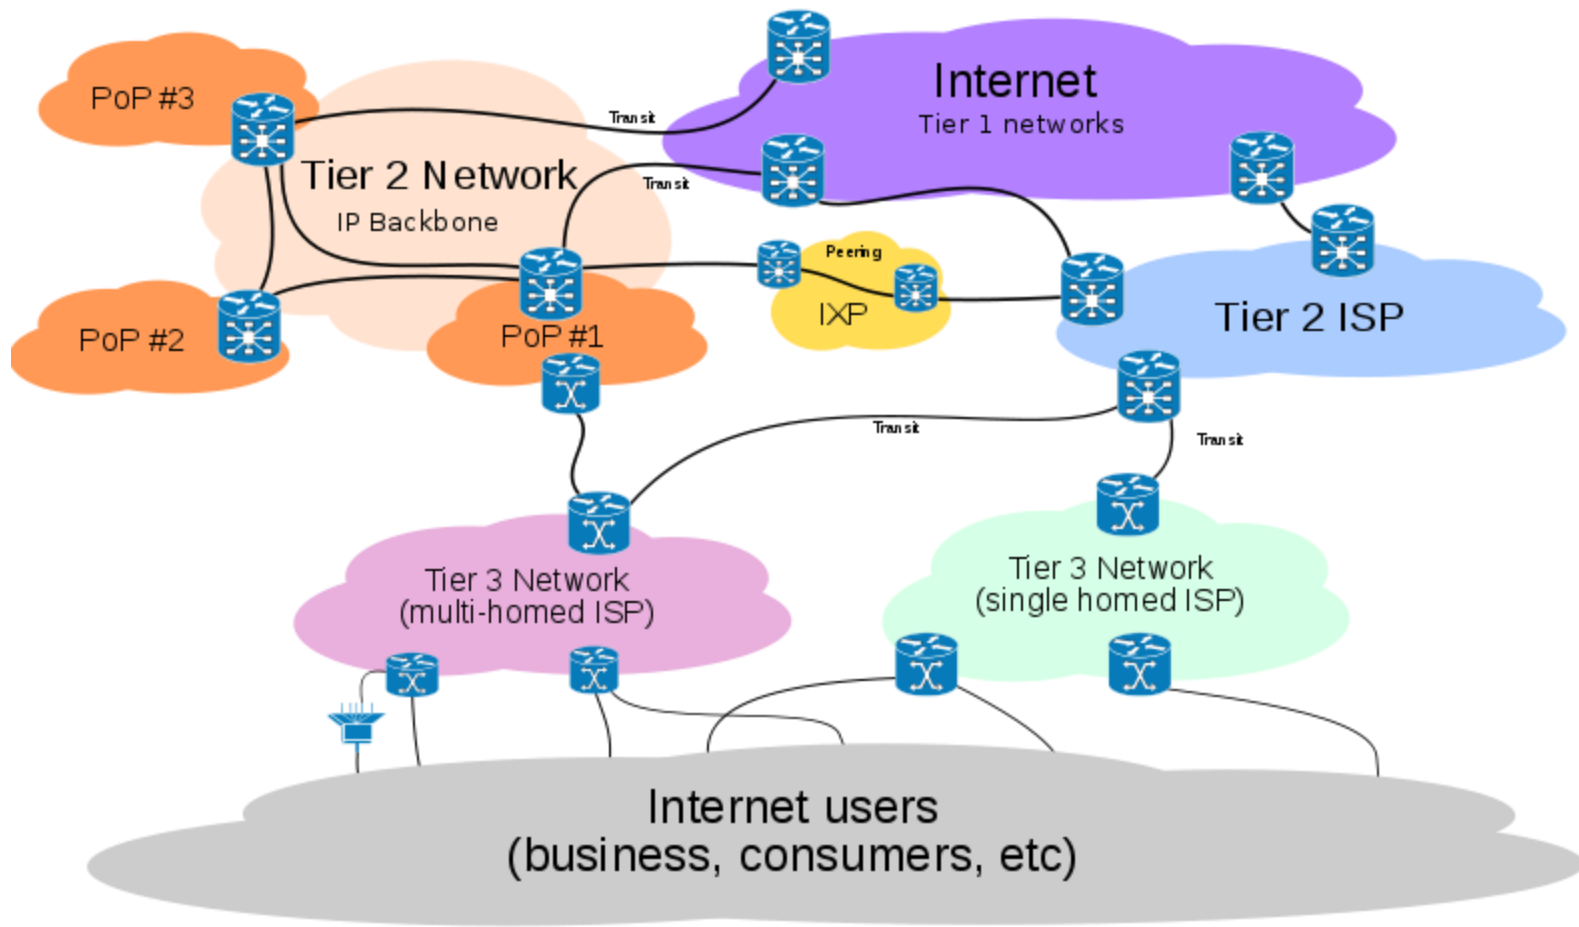 Internet
Tier 1 networks
PoP #3
Transit
Tier 2 Network
IP Backbone
Transit
Peering
IXP
Tier 2 ISP
PoP #2
PoP #1
Transit
Transit
Tier 3 Network
(multi-homed ISP)
Tier 3 Network
(single homed ISP)
Internet users
(business, consumers, etc)